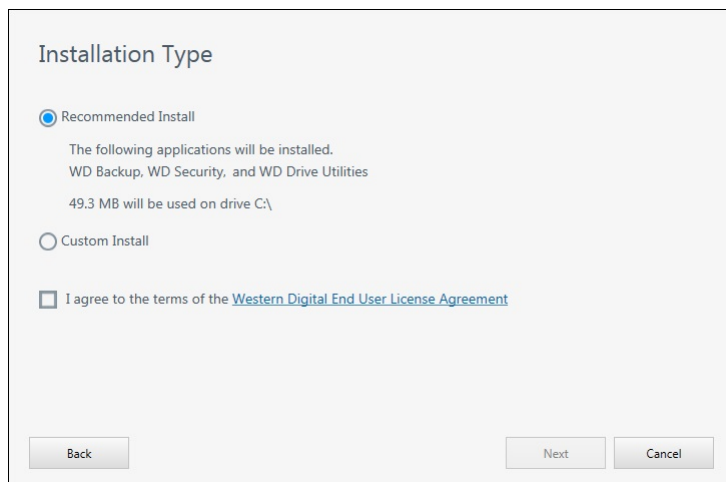 Installation Type
Recommended Install
The following applications will be installed.
WD Backup, WD Security, and WD Drive Utilities
49.3 MB will be used on drive C:\
Custom Install
I agree to the terms of the Western Digital End User License Agreement
Back
Next
Cancel